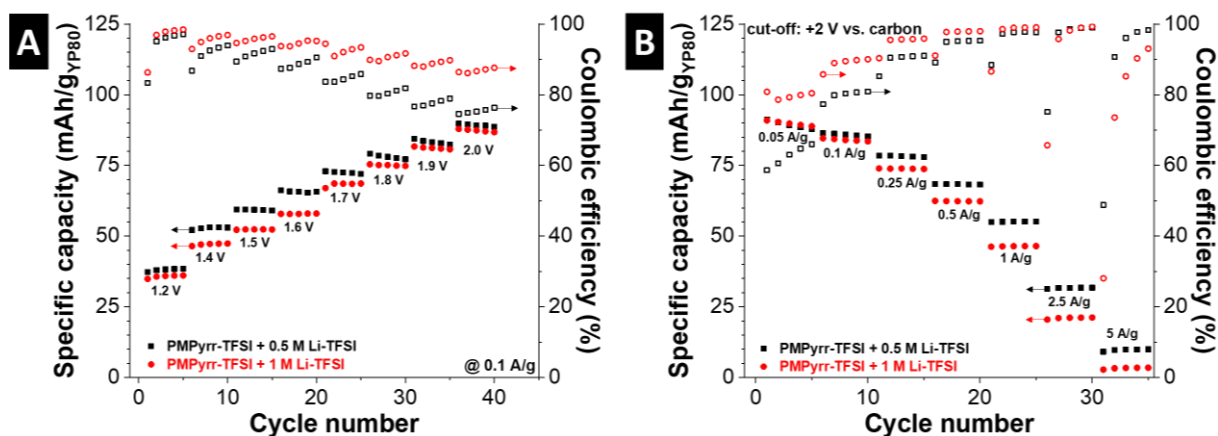 A
Specific capacity (mAh/gYP80)
125
100
75
50
25
0
1.2 V
1.4 V
1.5 V
1.6 V
1.7 V
1.8 V
1.9 V
2.0 V
PMPyrr-TFSI + 0.5 M Li-TFSI
PMPyrr-TFSI + 1 M Li-TFSI
@ 0.1 A/g
0 10 20 30 40
Cycle number
100
80
60
40
20
0
Coulombic efficiency (%)
B
Specific capacity (mAh/gYP80)
125
100
75
50
25
0
cut-off: +2 V vs. carbon
0.05 A/g
0.1 A/g
0.25 A/g
0.5 A/g
1 A/g
2.5 A/g
5 A/g
PMPyrr-TFSI + 0.5 M Li-TFSI
PMPyrr-TFSI + 1 M Li-TFSI
0 10 20 30
Cycle number
100
80
60
40
20
0
Coulombic efficiency (%)